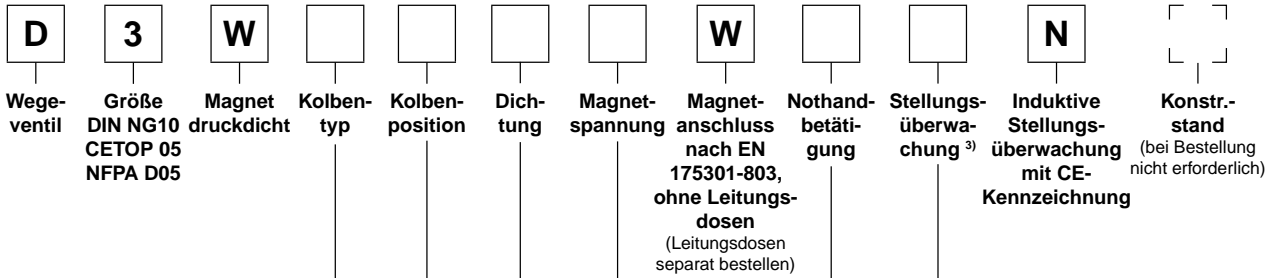 D 3 W W N
Wege-
ventil
Größe
DIN NG10
CETOP 05
NFPA D05
Magnet
druckdicht
Kolben-
typ
Kolben-
position
Dich-
tung
Magnet-
spannung
Magnet-
anschluss
nach EN
175301-803,
ohne Leitungs-
dosen
(Leitungsdosen
separat bestellen)
Nothand-
betäti-
gung
Stellungs-
überwa-
chung 3)
Induktive
Stellungs-
überwachung
mit CE-
Kennzeichnung
Konstr.-
stand
(bei Bestellung
nicht erforderlich)